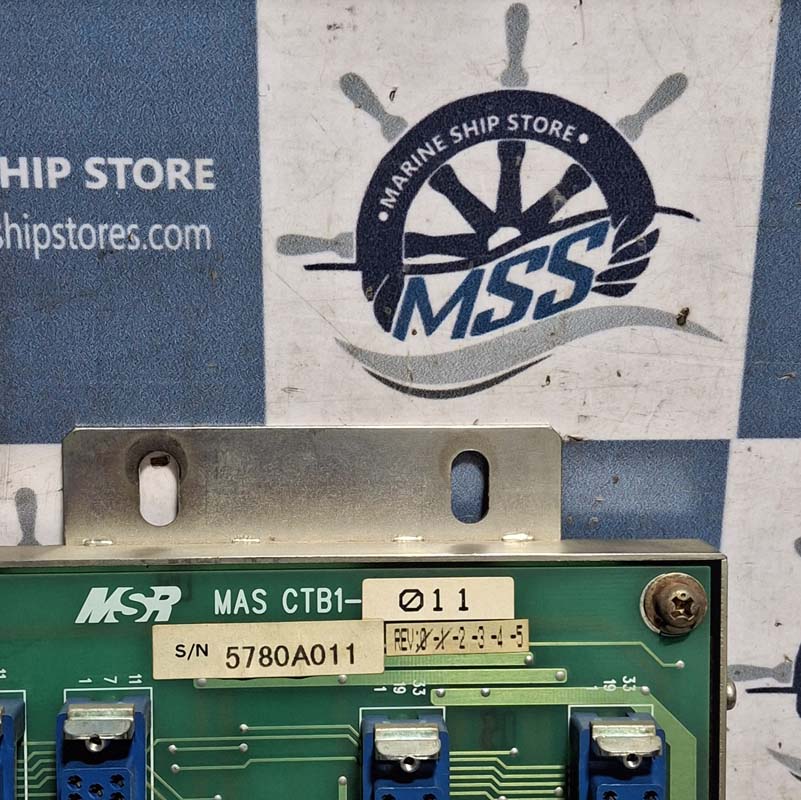 HIP STORE
shipstores.com
•MARINE SHIP STORE•
MSS
MSR MAS CTB1-Ø11
S/N 5780A011
REV:0-1-2-3-4-5
1 7 11
1 19 33
1 19 33
11